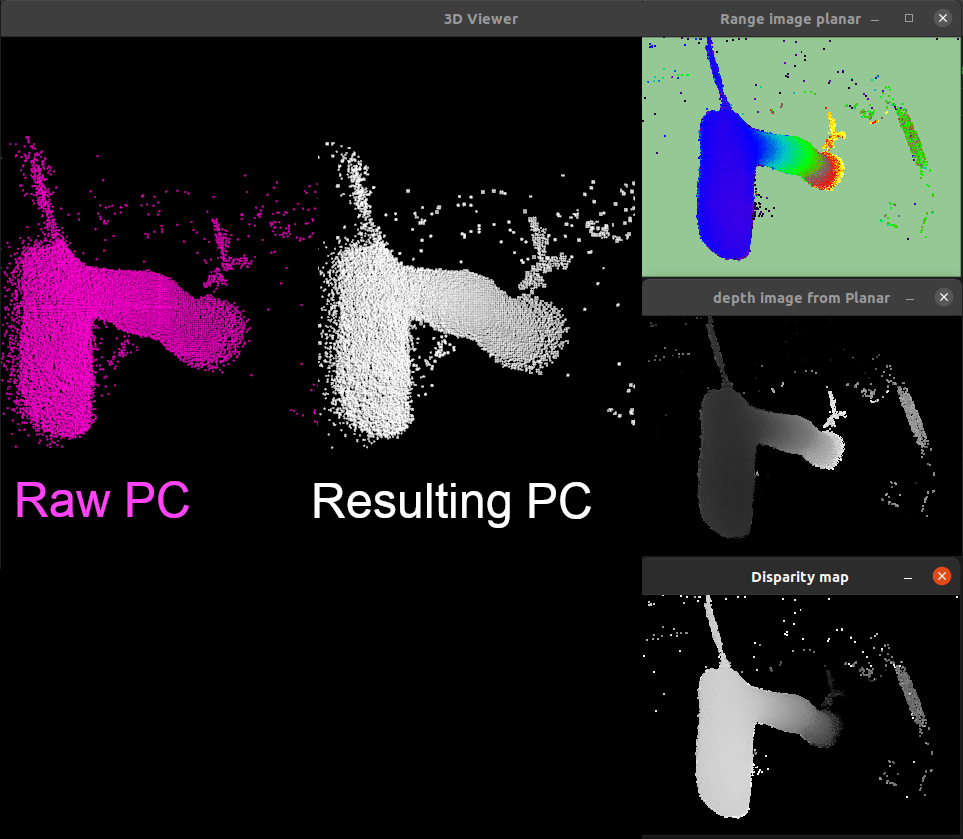 3D Viewer
Range image planar
depth image from Planar
Raw PC
Resulting PC
Disparity map